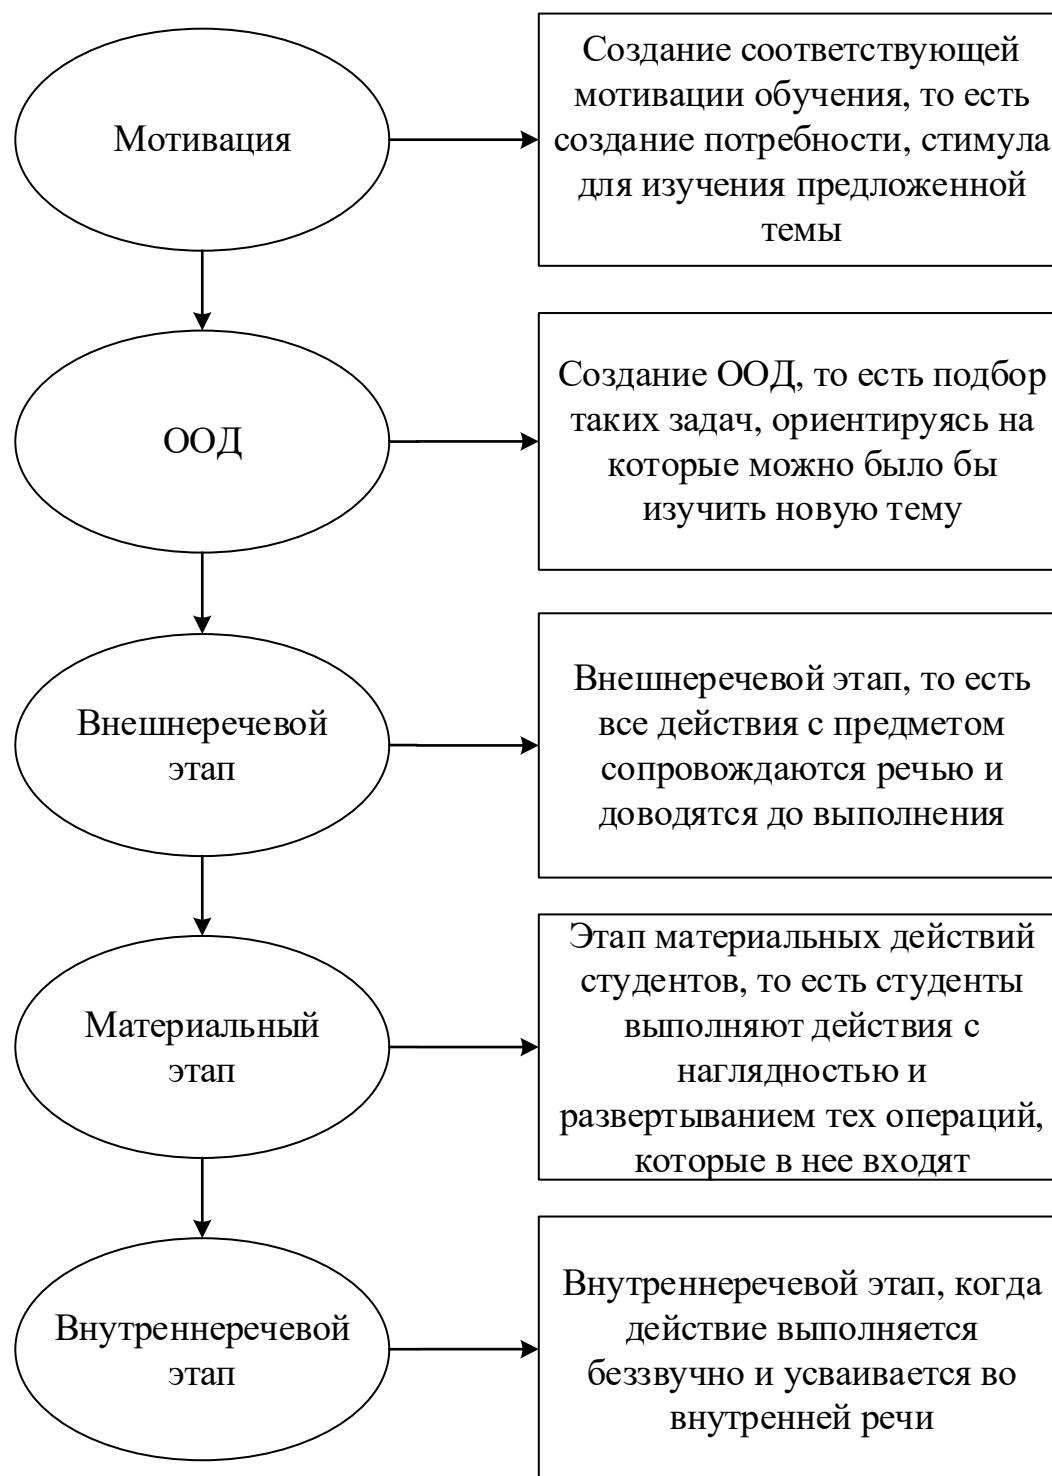 Мотивация
Создание соответствующей
мотивации обучения, то есть
создание потребности, стимула
для изучения предложенной
темы
ООД
Создание ООД, то есть подбор
таких задач, ориентируясь на
которые можно было бы
изучить новую тему
Внешнеречевой
этап
Внешнеречевой этап, то есть
все действия с предметом
сопровождаются речью и
доводятся до выполнения
Материальный
этап
Этап материальных действий
студентов, то есть студенты
выполняют действия с
наглядностью и
развертыванием тех операций,
которые в нее входят
Внутреннеречевой
этап
Внутреннеречевой этап, когда
действие выполняется
беззвучно и усваивается во
внутренней речи